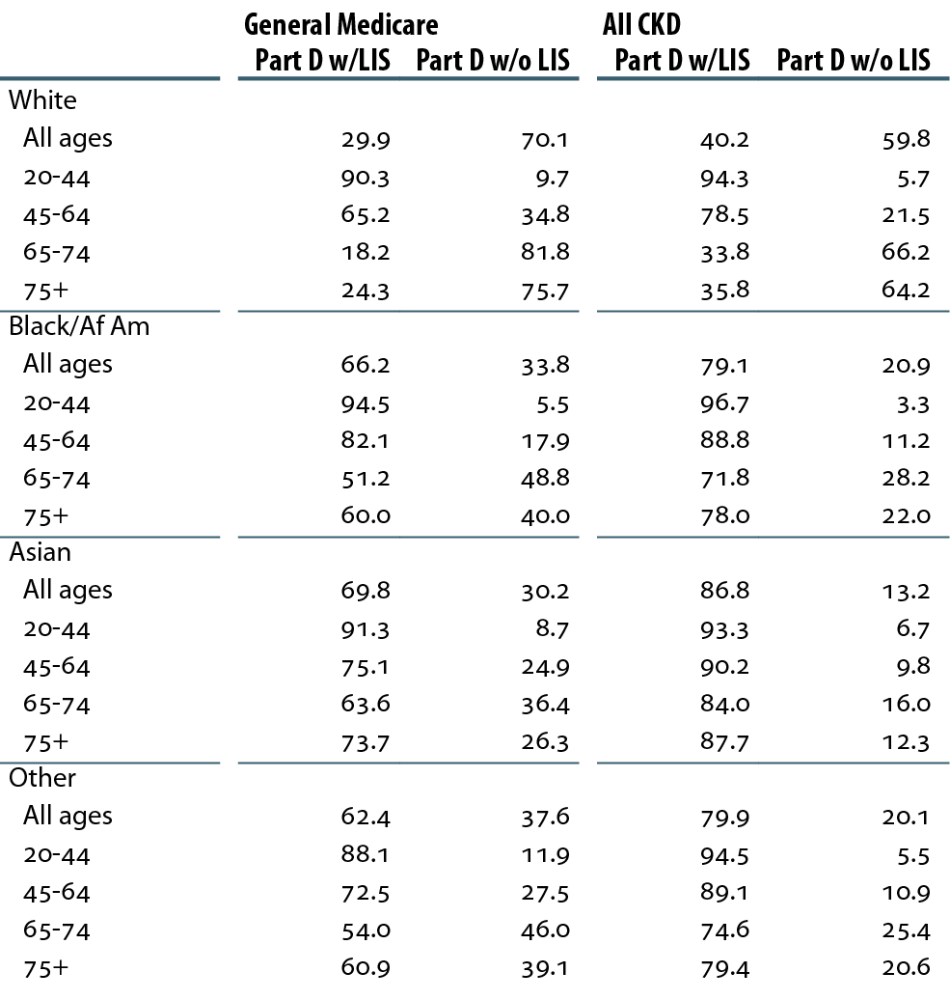 General Medicare All CKD
Part D w/LIS Part D w/o LIS Part D w/LIS Part D w/o LIS
White
All ages 29.9 70.1 40.2 59.8
20-44 90.3 9.7 94.3 5.7
45-64 65.2 34.8 78.5 21.5
65-74 18.2 81.8 33.8 66.2
75+ 24.3 75.7 35.8 64.2
Black/Af Am
All ages 66.2 33.8 79.1 20.9
20-44 94.5 5.5 96.7 3.3
45-64 82.1 17.9 88.8 11.2
65-74 51.2 48.8 71.8 28.2
75+ 60.0 40.0 78.0 22.0
Asian
All ages 69.8 30.2 86.8 13.2
20-44 91.3 8.7 93.3 6.7
45-64 75.1 24.9 90.2 9.8
65-74 63.6 36.4 84.0 16.0
75+ 73.7 26.3 87.7 12.3
Other
All ages 62.4 37.6 79.9 20.1
20-44 88.1 11.9 94.5 5.5
45-64 72.5 27.5 89.1 10.9
65-74 54.0 46.0 74.6 25.4
75+ 60.9 39.1 79.4 20.6